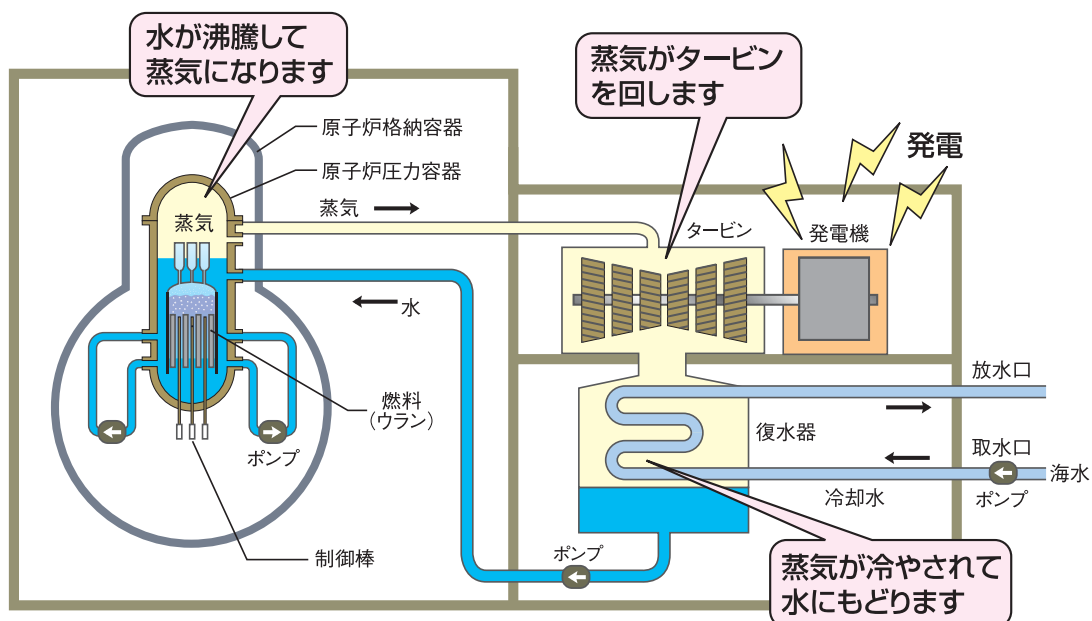 水が沸騰して
蒸気になります
蒸気がタービン
を回します
原子炉格納容器
原子炉圧力容器
発電
蒸気
蒸気
タービン
発電機
水
燃料
（ウラン）
ポンプ
制御棒
放水口
復水器
取水口
海水
冷却水
ポンプ
ポンプ
蒸気が冷やされて
水にもどります